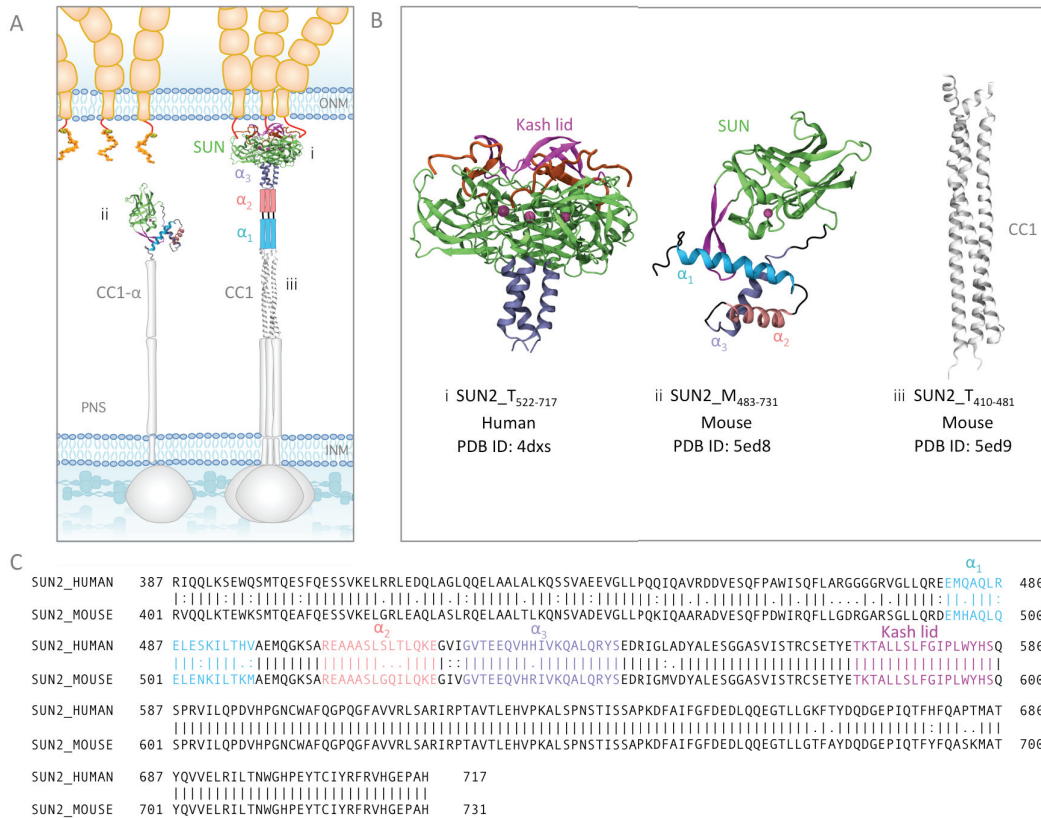 A
ONM
SUN
i
α3
α2
ii
α1
CC1-α
CC1
iii
PNS
INM
B
Kash lid
SUN
CC1
α1
α2
α3
i SUN2_T522-717
Human
PDB ID: 4dxs
ii SUN2_M483-731
Mouse
PDB ID: 5ed8
iii SUN2_T410-481
Mouse
PDB ID: 5ed9
C
α1
SUN2_HUMAN 387 RIQQLKSEWQSMTQESFQESSVKELRRLEDQLAGLQQELAALALKQSSVAEEVGLLPQQIQAVRDDVESQFPAWISQFLARGGGGRVGLLQREEMQAQLR 486
SUN2_MOUSE 401 RVQQLKTEWKSMTQEAFQESSVKELGRLEAQLASLRQELAALTLKQNSVADEVGLLPQKIQAARADVESQFPDWIRQFLLGDRGARSGLLQRDEMHAQLQ 500
α2 α3 Kash lid
SUN2_HUMAN 487 ELESKILTHVAEMQGKSAREAAASLSLTLQKEGVIGVTEEQVHHIVKQALQRYSEDRIGLADYALESGGASVISTRCSETYETKTALLSLFGIPLWYHSQ 586
SUN2_MOUSE 501 ELENKILTKMAEMQGKSAREAAASLGQILQKEGIVGVTEEQVHRIVKQALQRYSEDRIGMVDYALESGGASVISTRCSETYETKTALLSLFGIPLWYHSQ 600
SUN2_HUMAN 587 SPRVILQPDVHPGNCWAFQGPQGFAVVRLSARIRPTAVTLEHVPKALSPNSTISSAPKDFAIFGFDEDLQQEGTLLGKFTYDQDGEPIQTFHFQAPTMAT 686
SUN2_MOUSE 601 SPRVILQPDVHPGNCWAFQGPQGFAVVRLSARIRPTAVTLEHVPKALSPNSTISSAPKDFAIFGFDEDLQQEGTLLGTFAYDQDGEPIQTFYFQASKMAT 700
SUN2_HUMAN 687 YQVVELRILTNWGHPEYTCIYRFRVHGEPAH 717
SUN2_MOUSE 701 YQVVELRILTNWGHPEYTCIYRFRVHGEPAH 731